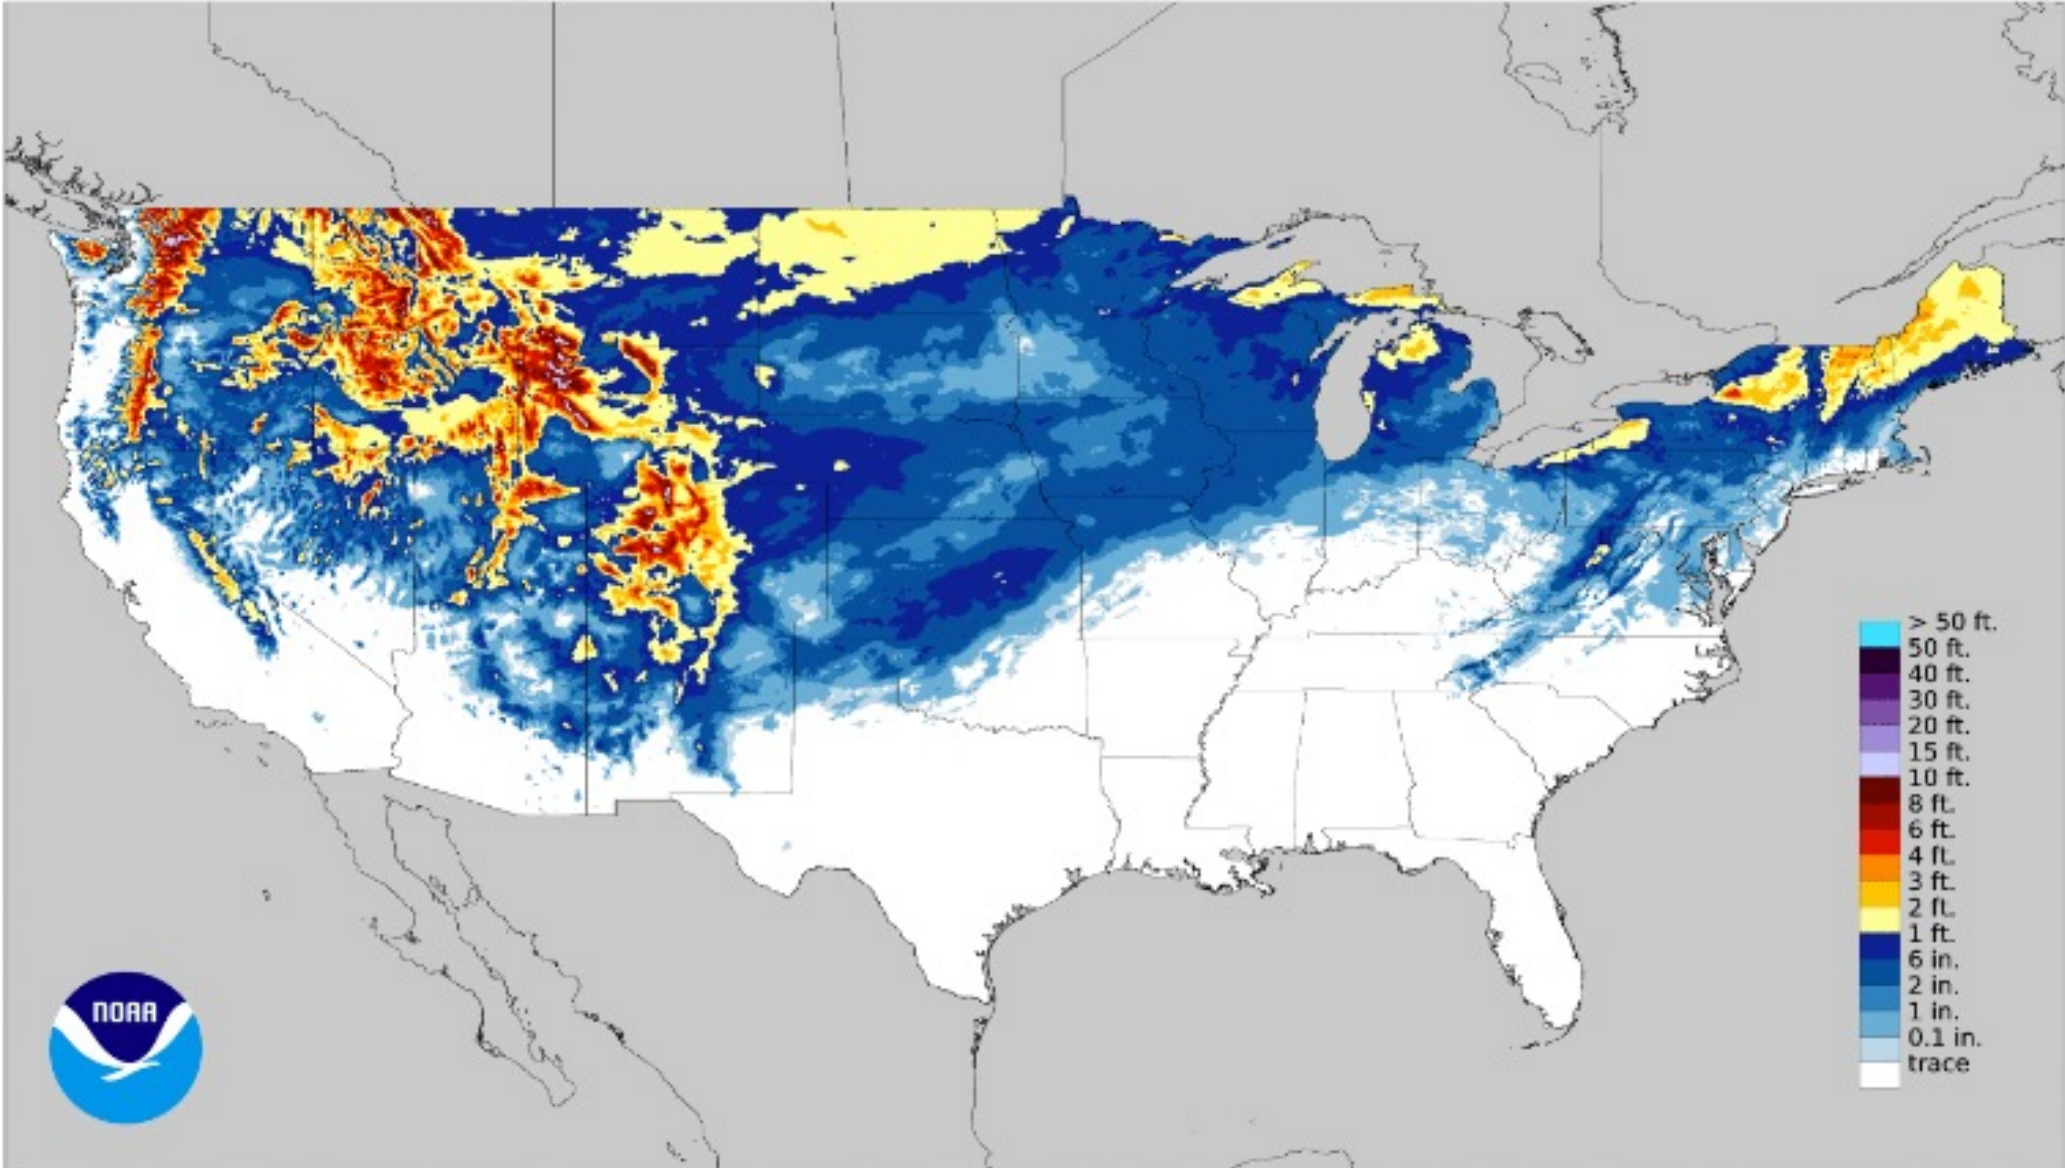 > 50 ft.
50 ft.
40 ft.
30 ft.
20 ft.
15 ft.
10 ft.
8 ft.
6 ft.
4 ft.
3 ft.
2 ft.
1 ft.
6 in.
2 in.
1 in.
0.1 in.
trace
NOAA